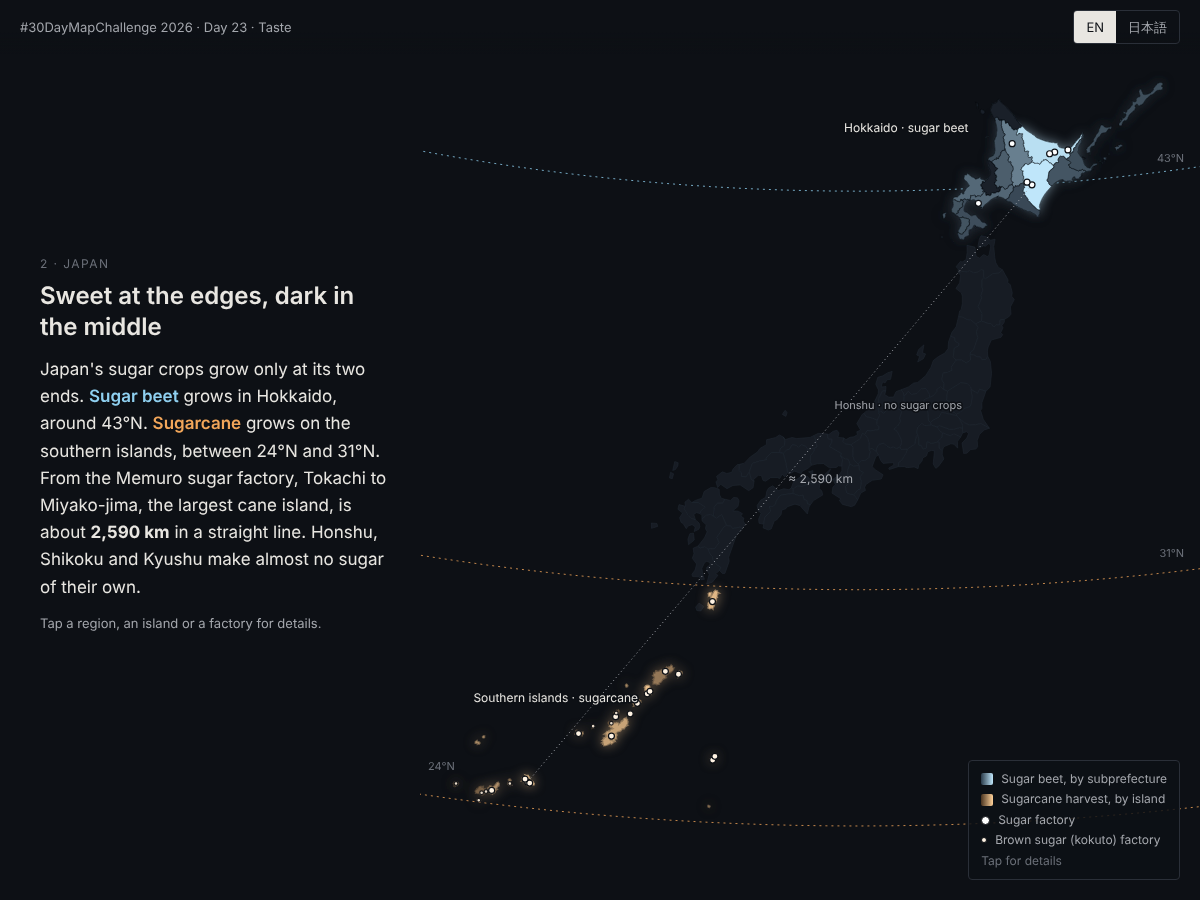 #30DayMapChallenge 2026 · Day 23 · Taste
EN
日本語
Hokkaido · sugar beet
43°N
2 · JAPAN
Sweet at the edges, dark in
the middle
Japan's sugar crops grow only at its two
ends. Sugar beet grows in Hokkaido,
around 43°N. Sugarcane grows on the
southern islands, between 24°N and 31°N.
From the Memuro sugar factory, Tokachi to
Miyako-jima, the largest cane island, is
about 2,590 km in a straight line. Honshu,
Shikoku and Kyushu make almost no sugar
of their own.
Tap a region, an island or a factory for details.
Honshu · no sugar crops
≈ 2,590 km
31°N
Southern islands · sugarcane
24°N
Sugar beet, by subprefecture
Sugarcane harvest, by island
Sugar factory
Brown sugar (kokuto) factory
Tap for details